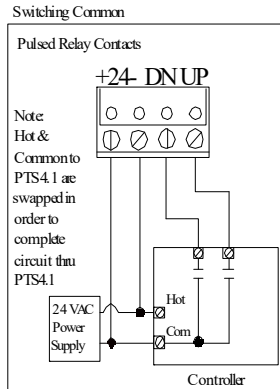 Switching Common
Pulsed Relay Contacts
+24- DN UP
Note:
Hot &
Common to
PTS4.1 are
swapped in
order to
complete
circuit thru
PTS4.1
24 VAC
Power
Supply
Hot
Com
Controller